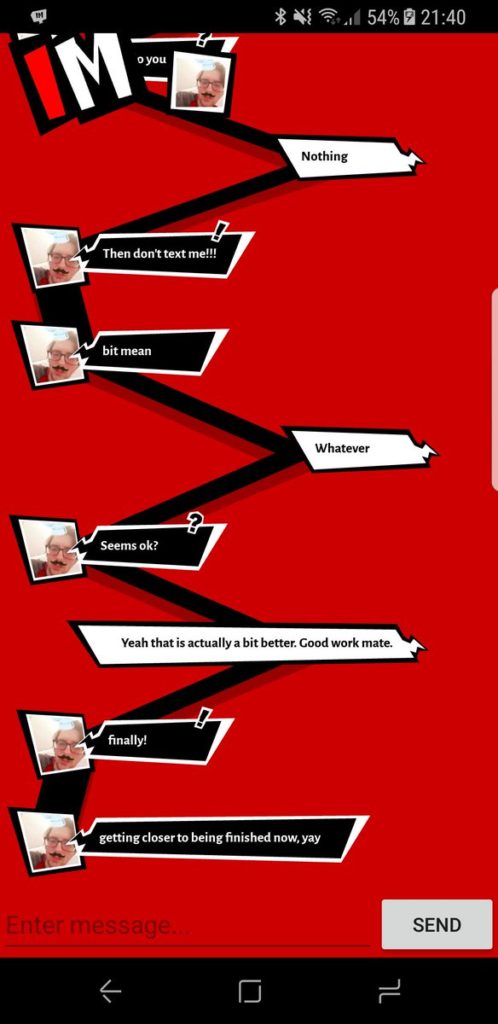 54% 21:40
IM
?
o you
Nothing
!
Then don't text me!!!
bit mean
Whatever
?
Seems ok?
Yeah that is actually a bit better. Good work mate.
!
finally!
getting closer to being finished now, yay
Enter message...
SEND